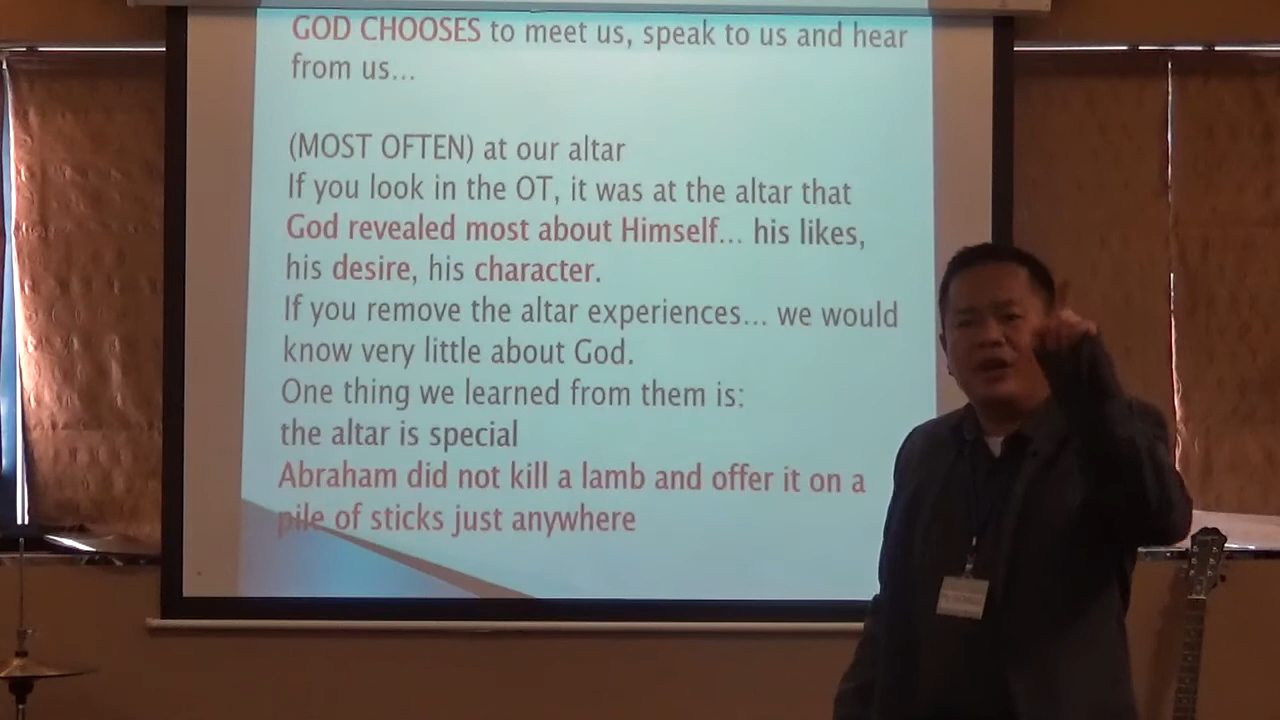 GOD CHOOSES to meet us, speak to us and hear
from us...
(MOST OFTEN) at our altar
If you look in the OT, it was at the altar that
God revealed most about Himself... his likes,
his desire, his character.
If you remove the altar experiences... we would
know very little about God.
One thing we learned from them is:
the altar is special
Abraham did not kill a lamb and offer it on a
pile of sticks just anywhere